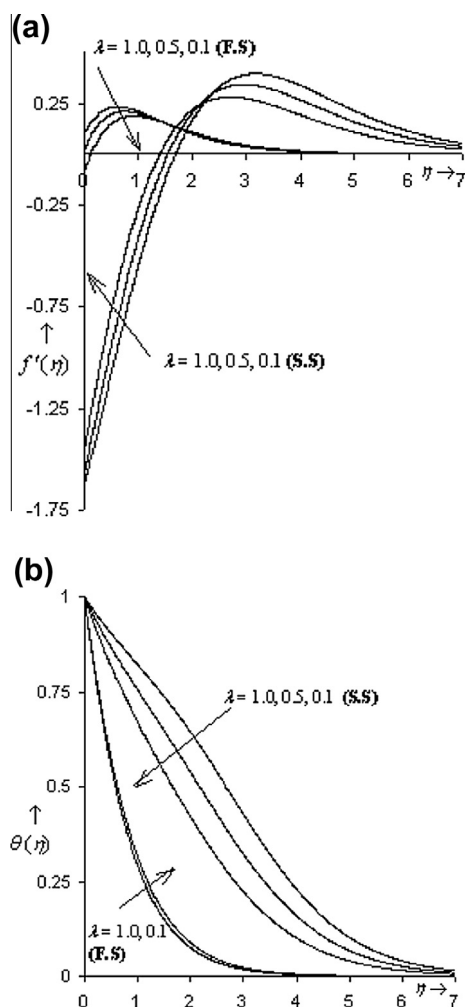 (a)
λ = 1.0, 0.5, 0.1 (F.S)
0.25
0 1 2 3 4 5 6 η→ 7
-0.25
-0.75
↑
f'(η)
λ = 1.0, 0.5, 0.1 (S.S)
-1.25
-1.75
(b)
1
0.75
λ = 1.0, 0.5, 0.1 (S.S)
0.5
↑
θ(η)
0.25
λ = 1.0, 0.1
(F.S)
0
0 1 2 3 4 5 6 η→ 7